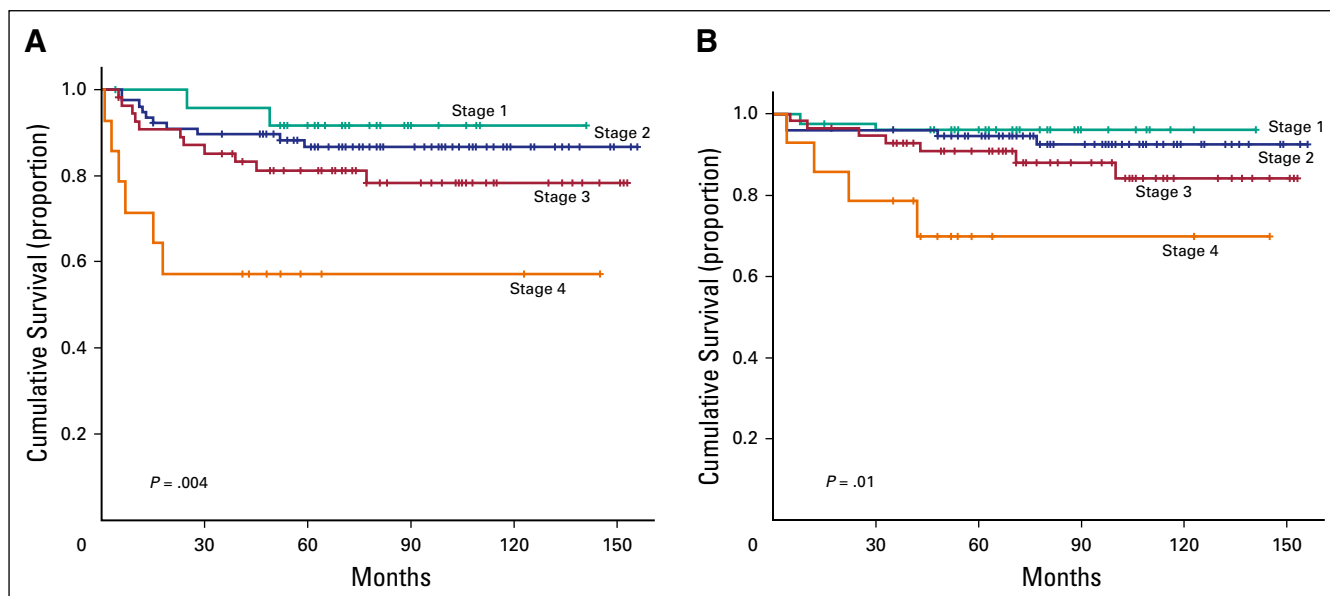 A
Cumulative Survival (proportion)
1.0
0.8
0.6
0.4
0.2
0
30
60
90
120
150
Months
Stage 1
Stage 2
Stage 3
Stage 4
P = .004
B
Cumulative Survival (proportion)
1.0
0.8
0.6
0.4
0.2
0
30
60
90
120
150
Months
Stage 1
Stage 2
Stage 3
Stage 4
P = .01